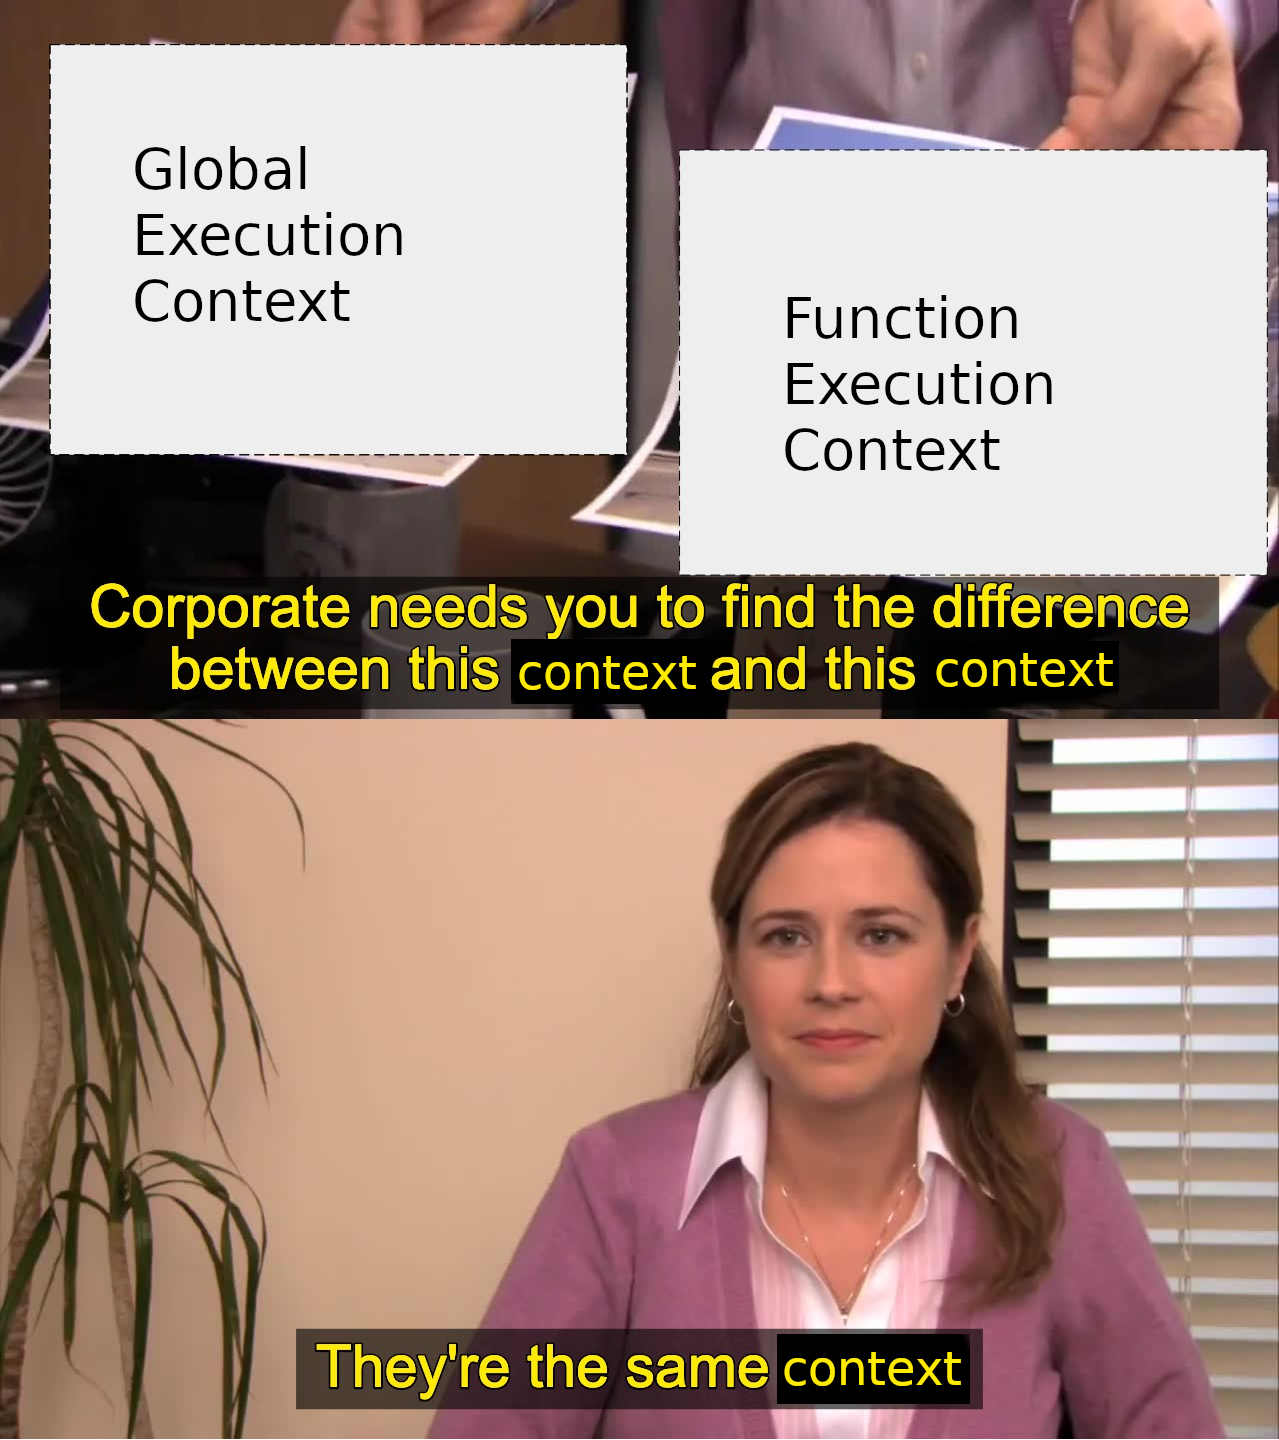 Global
Execution
Context
Function
Execution
Context
Corporate needs you to find the difference
between this context and this context
They're the same context